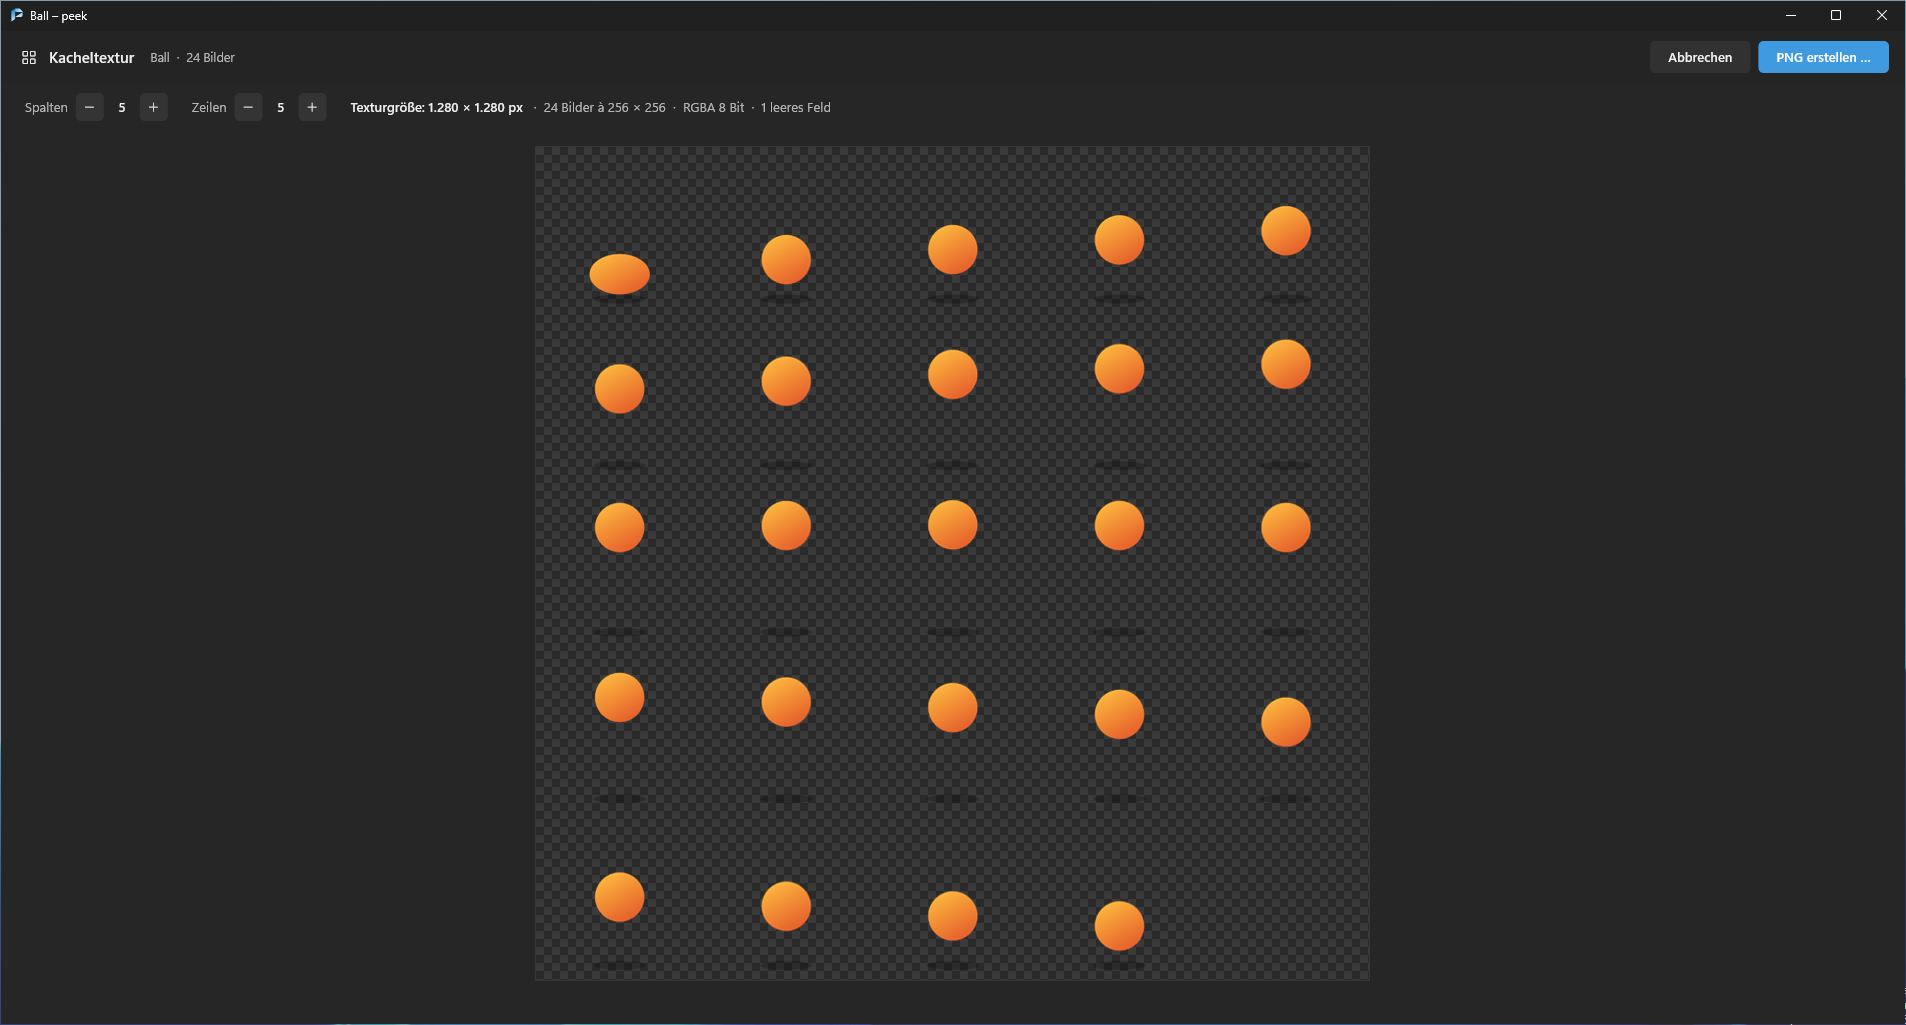 Ball – peek
Kacheltextur Ball · 24 Bilder
Abbrechen
PNG erstellen ...
Spalten − 5 + Zeilen − 5 + Texturgröße: 1.280 × 1.280 px · 24 Bilder à 256 × 256 · RGBA 8 Bit · 1 leeres Feld